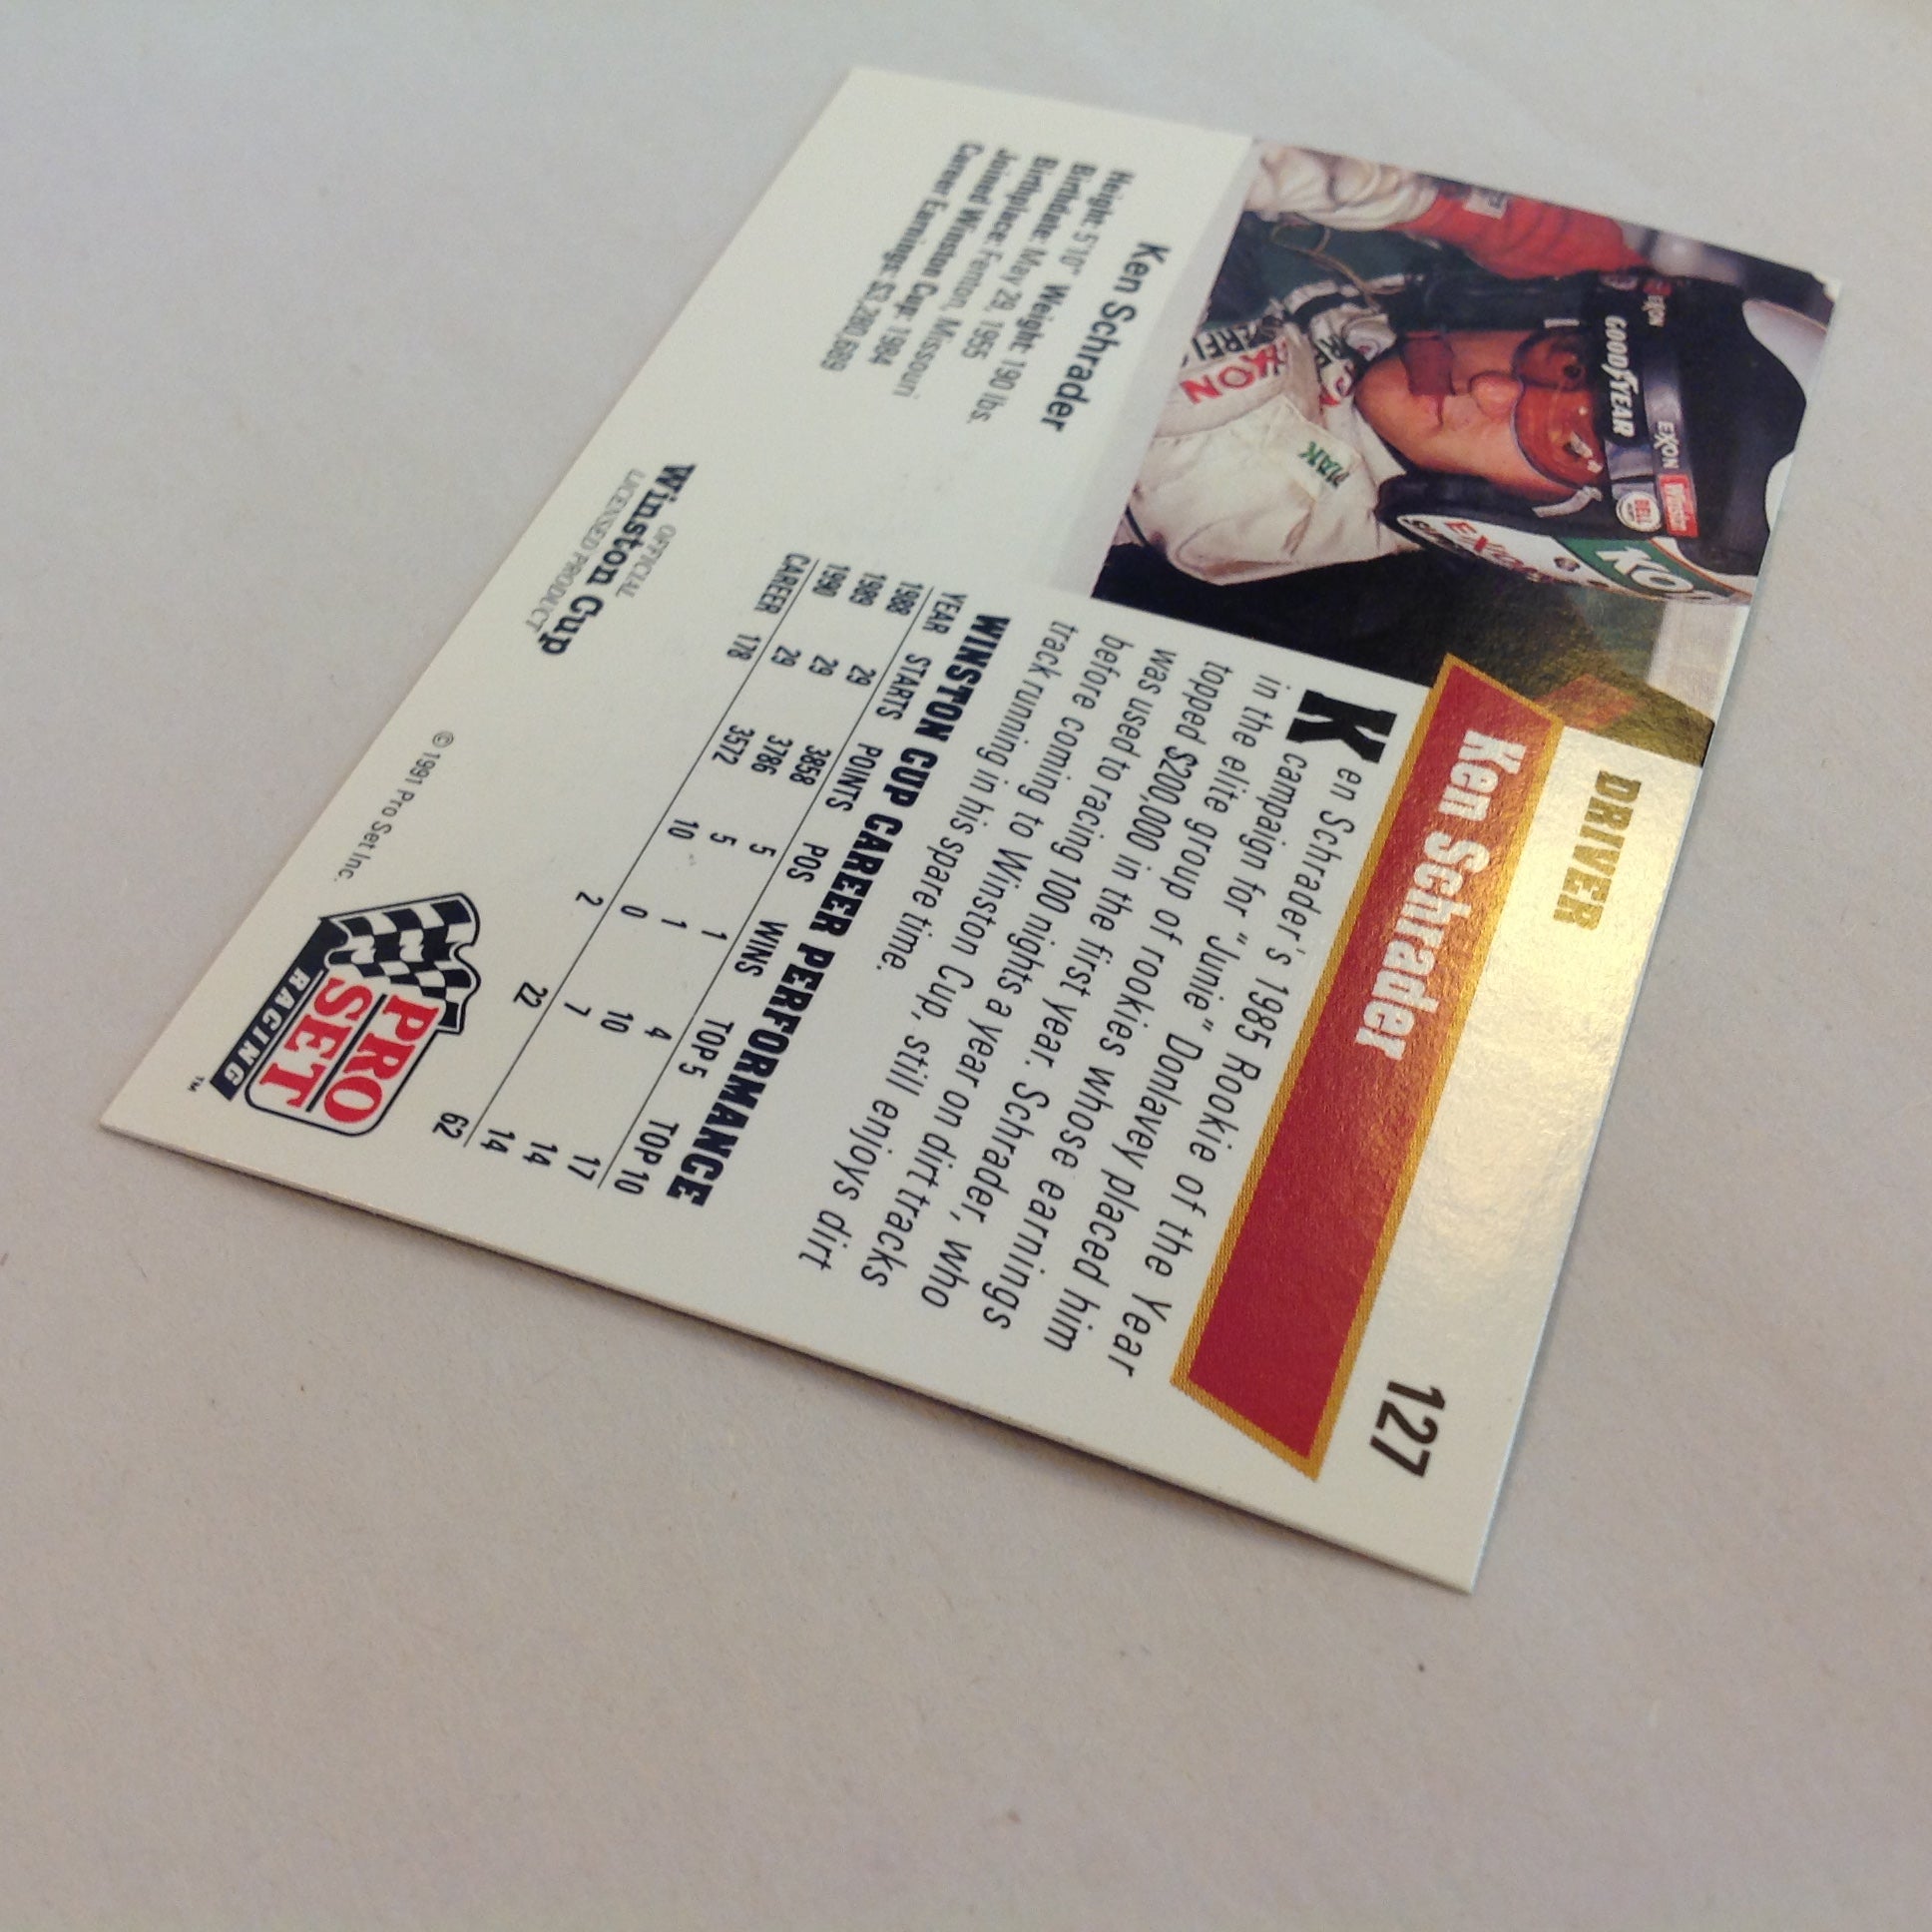 DRIVER
127
Ken Schrader
Ken Schrader's 1985 Rookie of the Year
campaign for "Junie" Donlavey placed him
in the elite group of rookies whose earnings
topped $200,000 in the first year. Schrader, who
was used to racing 100 nights a year on dirt tracks
before coming to Winston Cup, still enjoys dirt
track running in his spare time.
GOODYEAR
EXXON
EXXON
Winston
BELL
EXXON
KO
Ken Schrader
Height: 5'10" Weight: 190 lbs.
Birthdate: May 29, 1955
Birthplace: Fenton, Missouri
Joined Winston Cup: 1984
Career Earnings: $3,280,689
WINSTON CUP CAREER PERFORMANCE
YEAR STARTS POINTS POS WINS TOP 5 TOP 10
1988 29 3858 5 1 4 17
1989 29 3786 5 1 10 14
1990 29 3572 10 0 7 14
CAREER 178 2 22 62
OFFICIAL
Winston Cup
LICENSED PRODUCT
© 1991 Pro Set Inc.
PRO
SET
RACING
TM